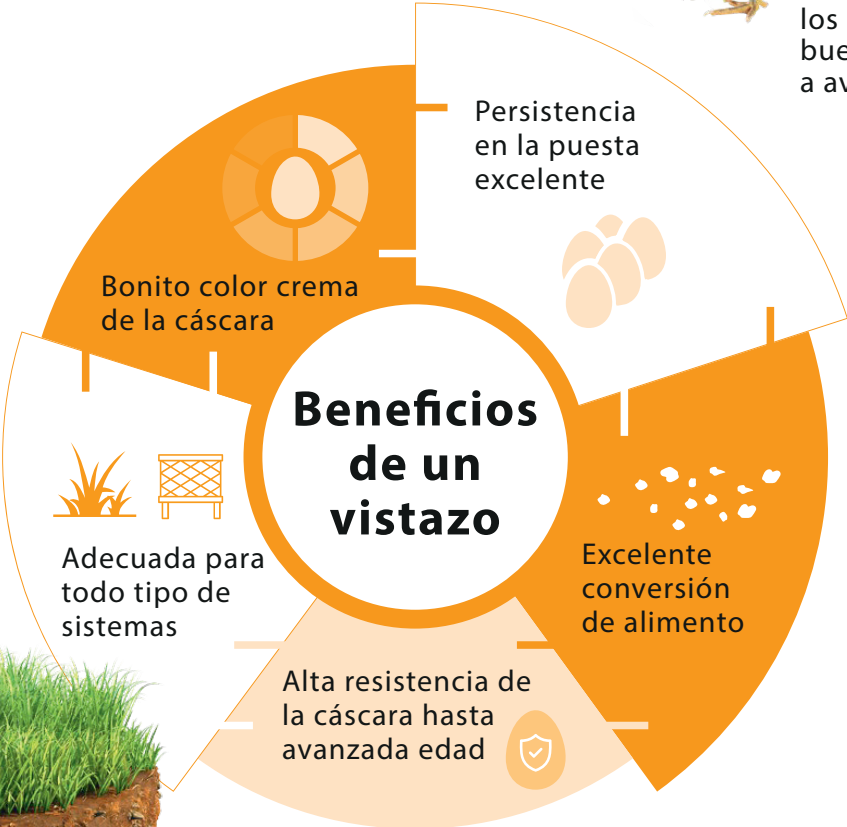 los
Persistencia
en la puesta
excelente
Bonito color crema
de la cáscara
Beneficios
de un
vistazo
Adecuada para
todo tipo de
sistemas
Excelente
conversión
de alimento
Alta resistencia de
la cáscara hasta
avanzada edad